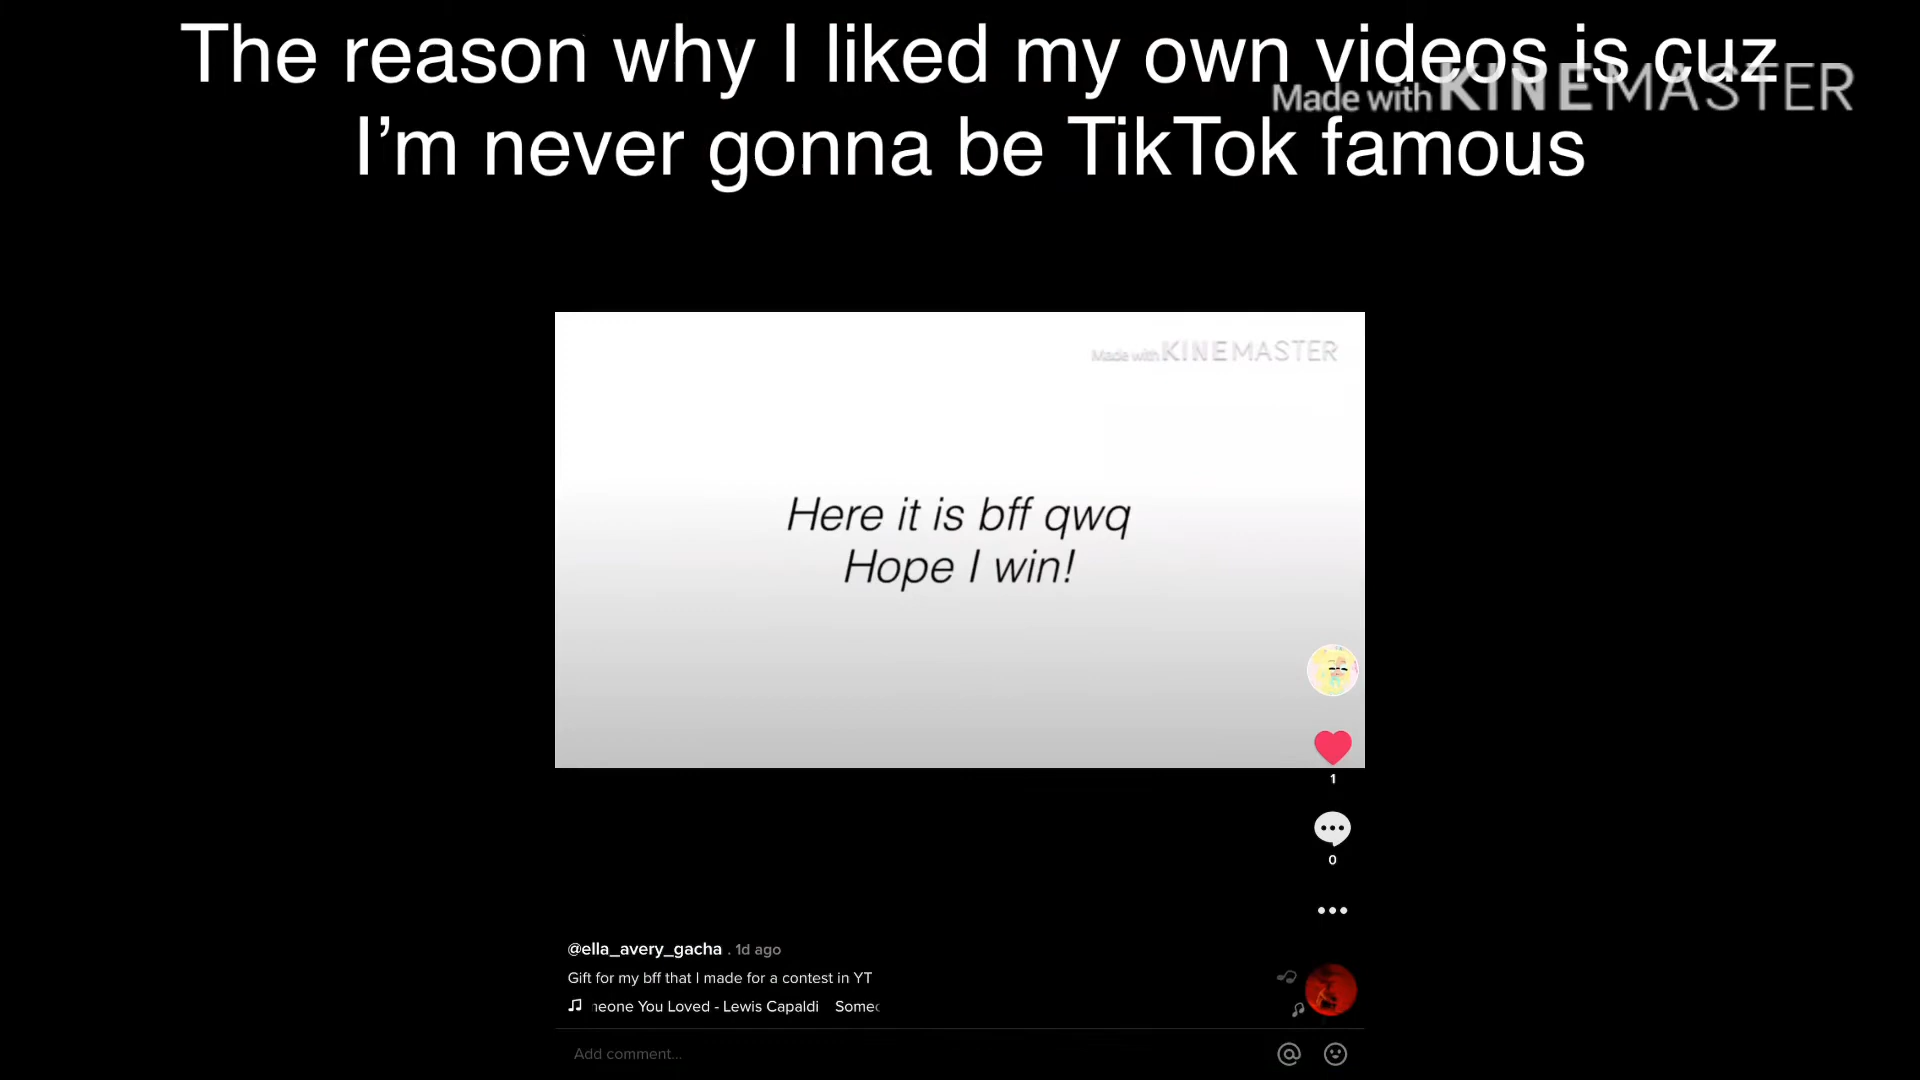 The reason why I liked my own videos is cuz
Made with KINEMASTER
I'm never gonna be TikTok famous
Made with KINEMASTER
Here it is bff qwq
Hope I win!
1
0
@ella_avery_gacha . 1d ago
Gift for my bff that I made for a contest in YT
neone You Loved - Lewis Capaldi Someo
Add comment...